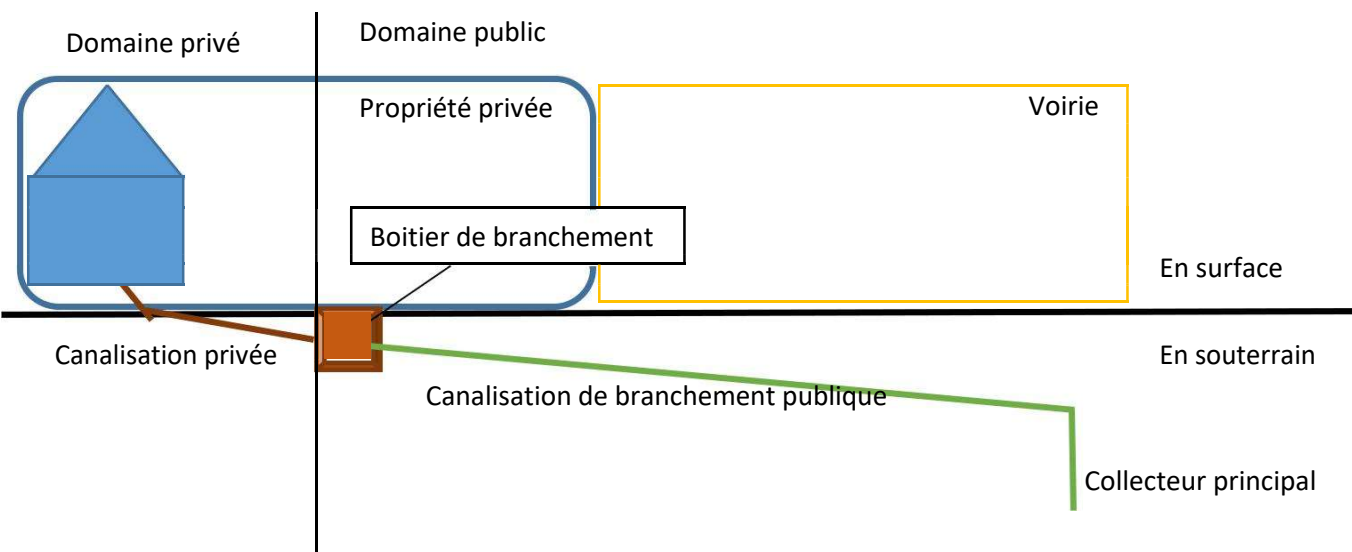 Domaine privé
Domaine public
Propriété privée
Voirie
Boitier de branchement
En surface
Canalisation privée
En souterrain
Canalisation de branchement publique
Collecteur principal